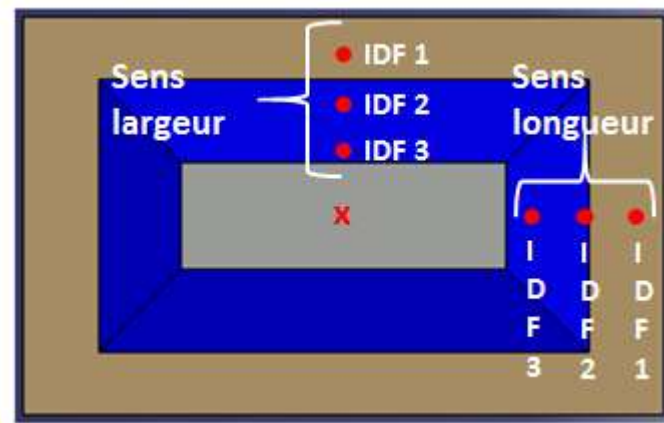 IDF 1
Sens
largeur
IDF 2
IDF 3
Sens
longueur
X
I
D
F
3
I
D
F
2
I
D
F
1